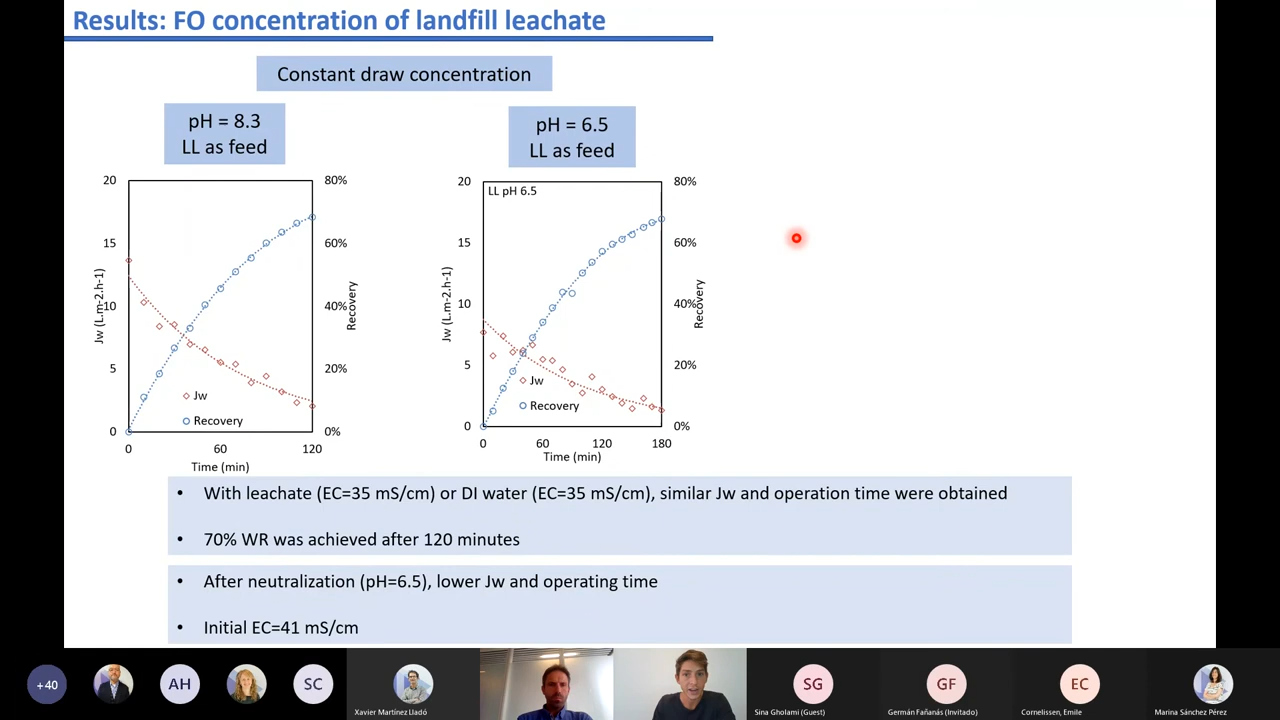 Results: FO concentration of landfill leachate
Constant draw concentration
pH = 8.3
LL as feed
pH = 6.5
LL as feed
20
15
10
5
0
80%
60%
40%
20%
0%
Jw (L.m-2.h-1)
Recovery
Jw
Recovery
0
60
120
Time (min)
LL pH 6.5
20
15
10
5
0
80%
60%
40%
20%
0%
Jw (L.m-2.h-1)
Recovery
Jw
Recovery
0
60
120
180
Time (min)
• With leachate (EC=35 mS/cm) or DI water (EC=35 mS/cm), similar Jw and operation time were obtained
• 70% WR was achieved after 120 minutes
• After neutralization (pH=6.5), lower Jw and operating time
• Initial EC=41 mS/cm
+40
AH
SC
Xavier Martínez Lladó
SG
Sina Gholami (Guest)
GF
Germán Fañanás (Invitado)
EC
Cornelissen, Emile
Marina Sánchez Pérez